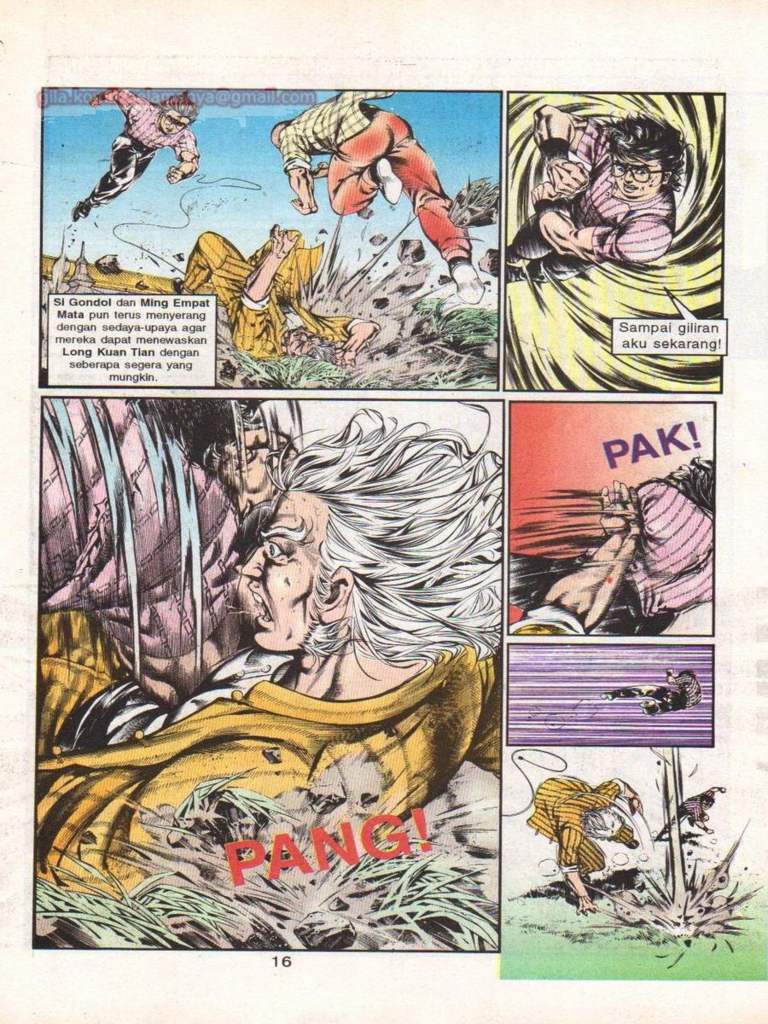 Si Gondol dan Ming Empat
Mata pun terus menyerang
dengan sedaya-upaya agar
mereka dapat menewaskan
Long Kuan Tian dengan
seberapa segera yang
mungkin.
Sampai giliran
aku sekarang!
PAK!
PANG!
16